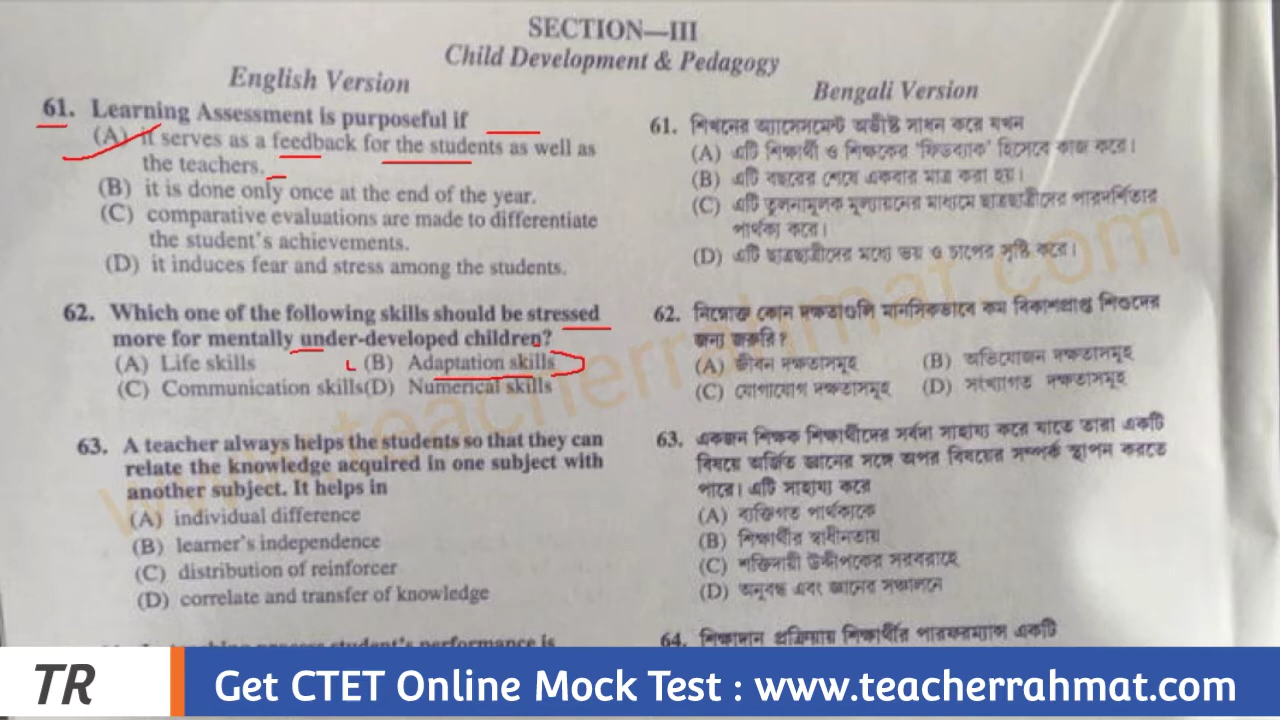 SECTION—III
Child Development & Pedagogy
English Version
61. Learning Assessment is purposeful if
(A) it serves as a feedback for the students as well as
the teachers.
(B) it is done only once at the end of the year.
(C) comparative evaluations are made to differentiate
the student's achievements.
(D) it induces fear and stress among the students.
62. Which one of the following skills should be stressed
more for mentally under-developed children?
(A) Life skills (B) Adaptation skills
(C) Communication skills(D) Numerical skills
63. A teacher always helps the students so that they can
relate the knowledge acquired in one subject with
another subject. It helps in
(A) individual difference
(B) learner's independence
(C) distribution of reinforcer
(D) correlate and transfer of knowledge
student's performance is
Bengali Version
61. শিখনের অ্যাসেসমেন্ট অভীষ্ট সাধন করে যখন
(A) এটি শিক্ষার্থী ও শিক্ষকের 'ফিডব্যাক' হিসেবে কাজ করে।
(B) এটি বছরের শেষে একবার মাত্র করা হয়।
(C) এটি তুলনামূলক মূল্যায়নের মাধ্যমে ছাত্রছাত্রীদের পারদর্শিতার
পার্থক্য করে।
(D) এটি ছাত্রছাত্রীদের মধ্যে ভয় ও চাপের সৃষ্টি করে।
62. নিম্নোক্ত কোন দক্ষতাগুলি মানসিকভাবে কম বিকাশপ্রাপ্ত শিশুদের
জন্য জরুরি?
(A) জীবন দক্ষতাসমূহ (B) অভিযোজন দক্ষতাসমূহ
(C) যোগাযোগ দক্ষতাসমূহ (D) সংখ্যাগত দক্ষতাসমূহ
63. একজন শিক্ষক শিক্ষার্থীদের সর্বদা সাহায্য করে যাতে তারা একটি
বিষয়ে অর্জিত জ্ঞানের সঙ্গে অপর বিষয়ের সম্পর্ক স্থাপন করতে
পারে। এটি সাহায্য করে
(A) ব্যক্তিগত পার্থক্যকে
(B) শিক্ষার্থীর স্বাধীনতায়
(C) শক্তিদায়ী উদ্দীপকের সরবরাহে
(D) অনুবন্ধ এবং জ্ঞানের সঞ্চালনে
64. শিক্ষাদান প্রক্রিয়ায় শিক্ষার্থীর পারফরম্যান্স একটি
www.teacherrahmat.com
TR
Get CTET Online Mock Test : www.teacherrahmat.com